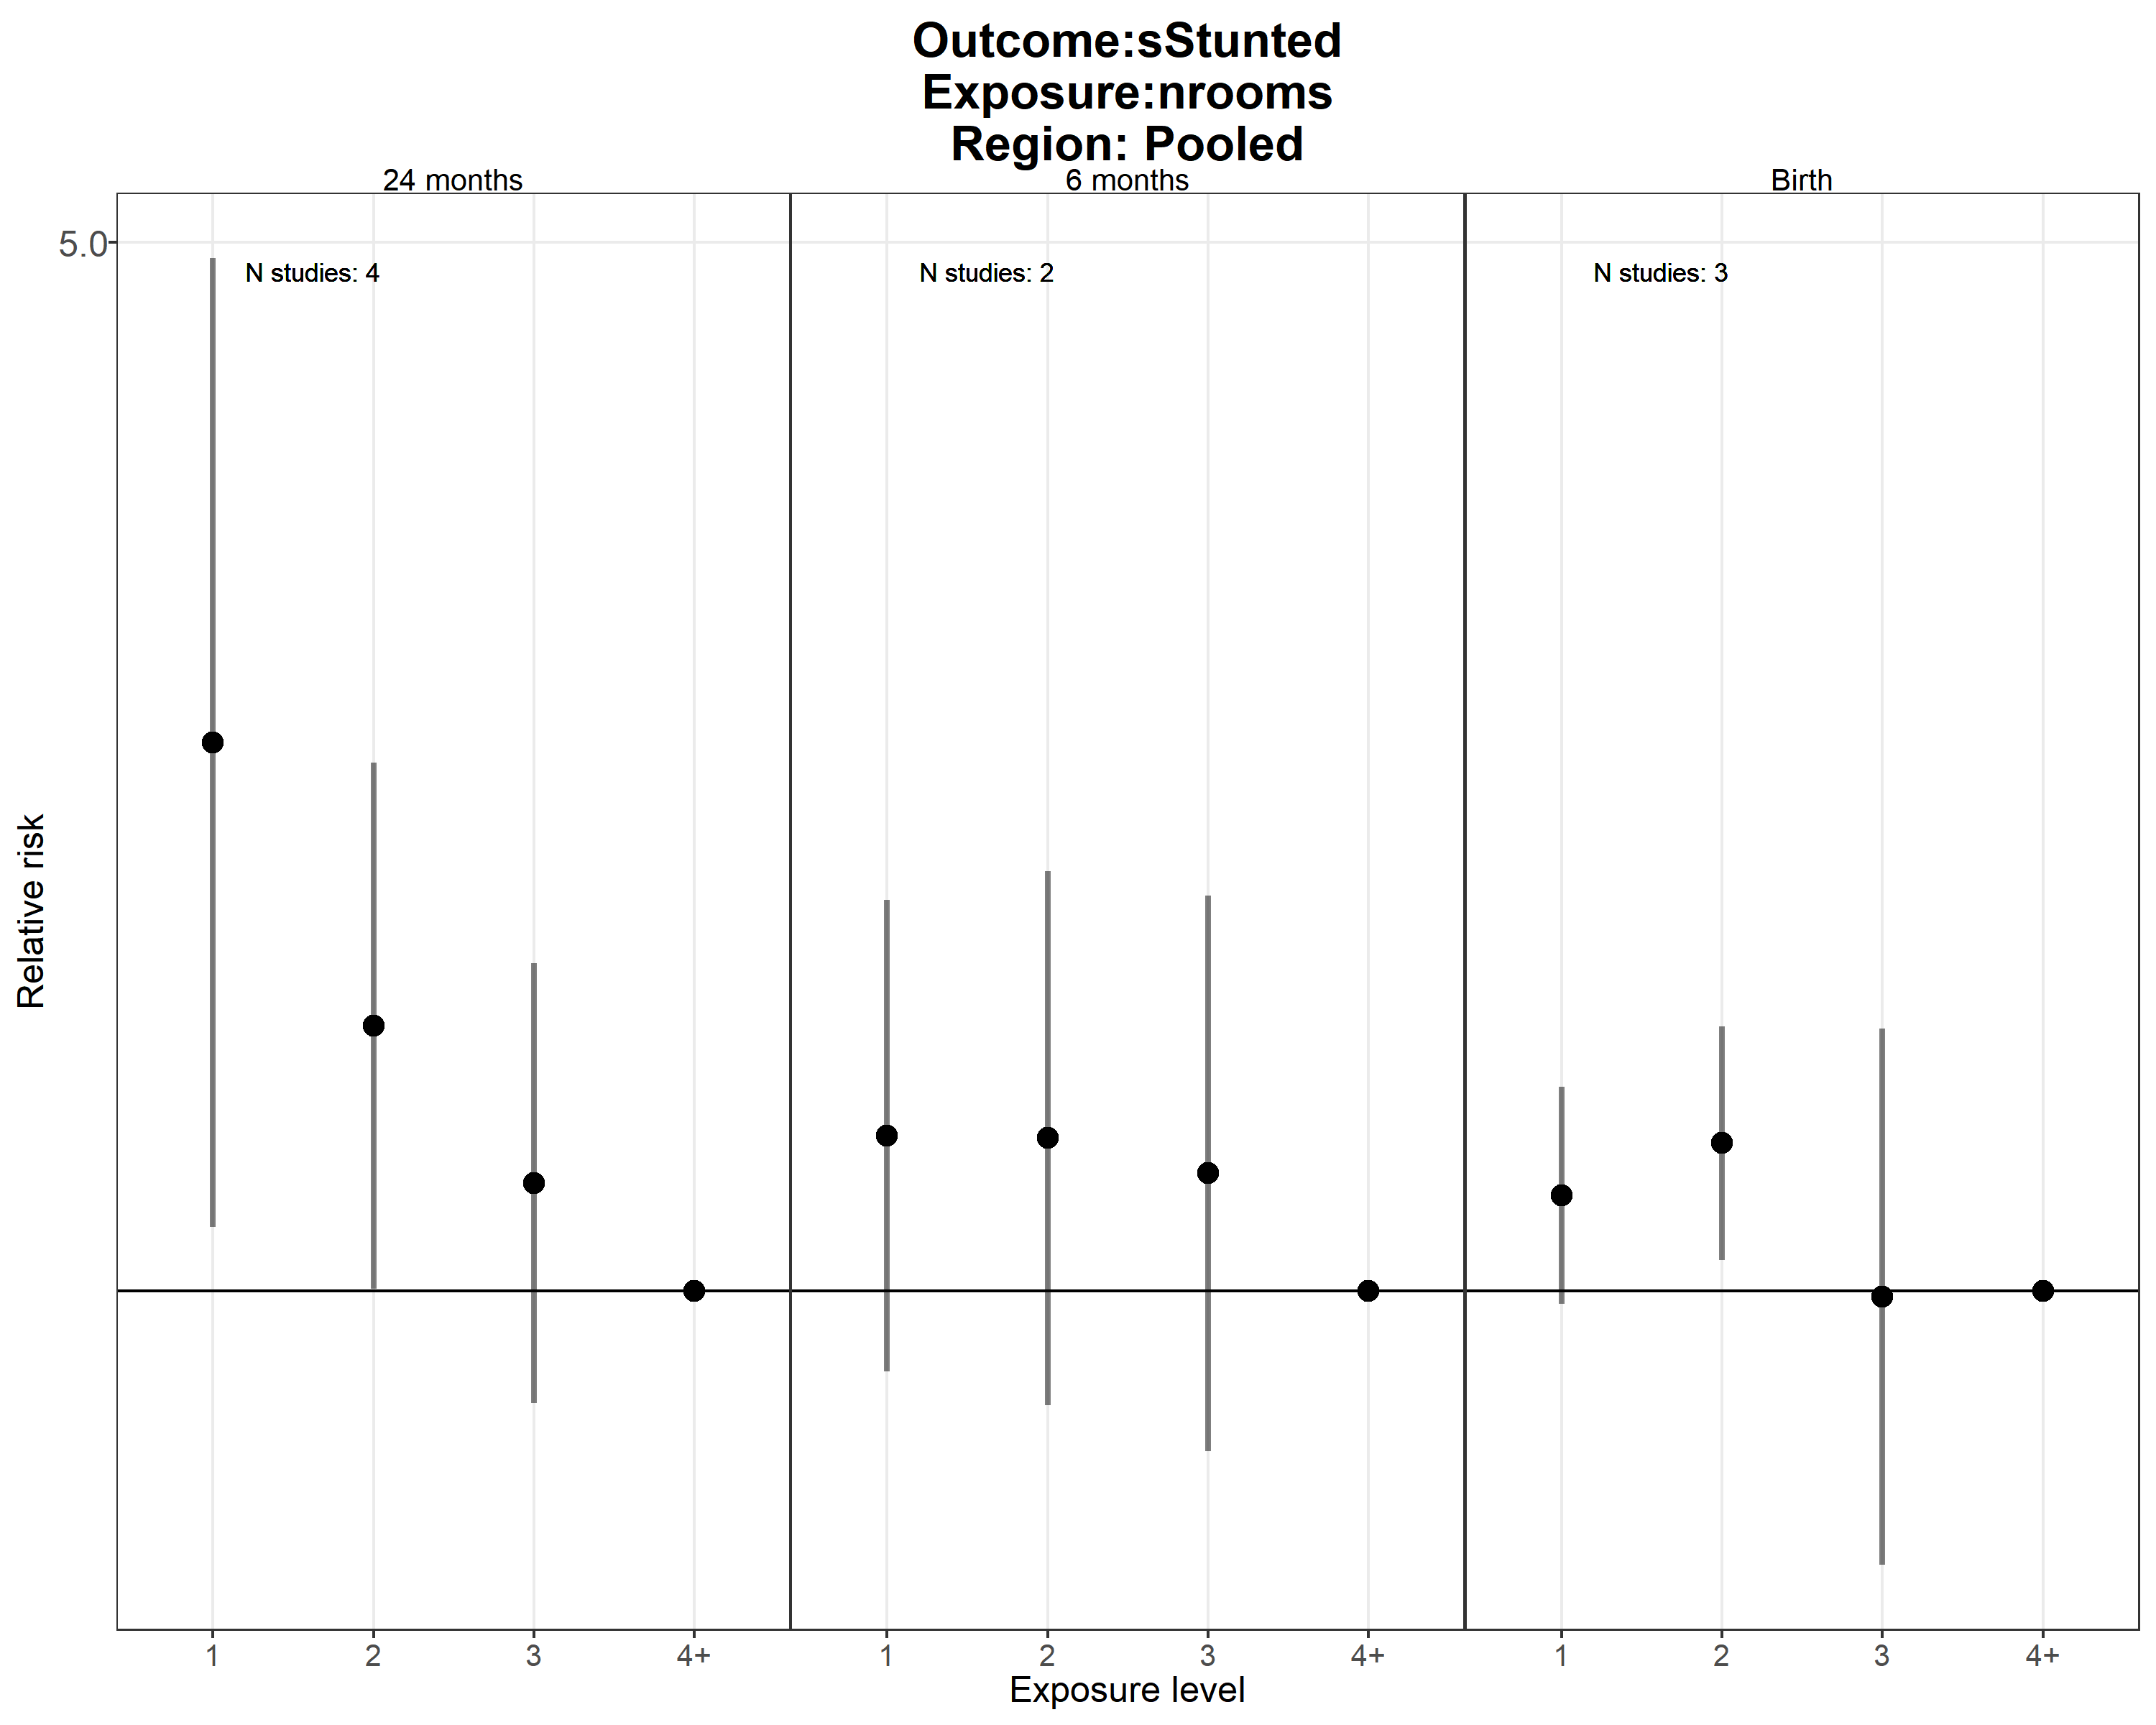 Outcome:sStunted
Exposure:nrooms
Region: Pooled
24 months 6 months Birth
5.0
N studies: 4 N studies: 2 N studies: 3
Relative risk
1 2 3 4+ 1 2 3 4+ 1 2 3 4+
Exposure level